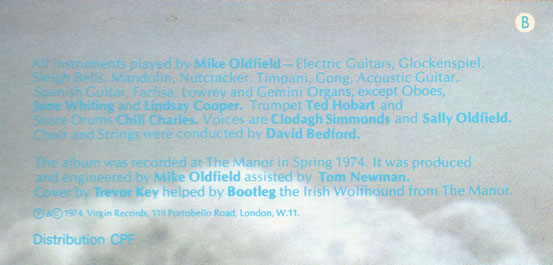 B
All instruments played by Mike Oldfield — Electric Guitars, Glockenspiel,
Sleigh Bells, Mandolin, Nutcracker, Timpani, Gong, Acoustic Guitar,
Spanish Guitar, Farfisa, Lowrey and Gemini Organs, except Oboes,
June Whiting and Lindsay Cooper. Trumpet Ted Hobart and
Snare Drums Chili Charles. Voices are Clodagh Simmonds and Sally Oldfield.
Choir and Strings were conducted by David Bedford.
The album was recorded at The Manor in Spring 1974. It was produced
and engineered by Mike Oldfield assisted by Tom Newman.
Cover by Trevor Key helped by Bootleg the Irish Wolfhound from The Manor.
℗&© 1974. Virgin Records, 119 Portobello Road, London, W.11.
Distribution CPF